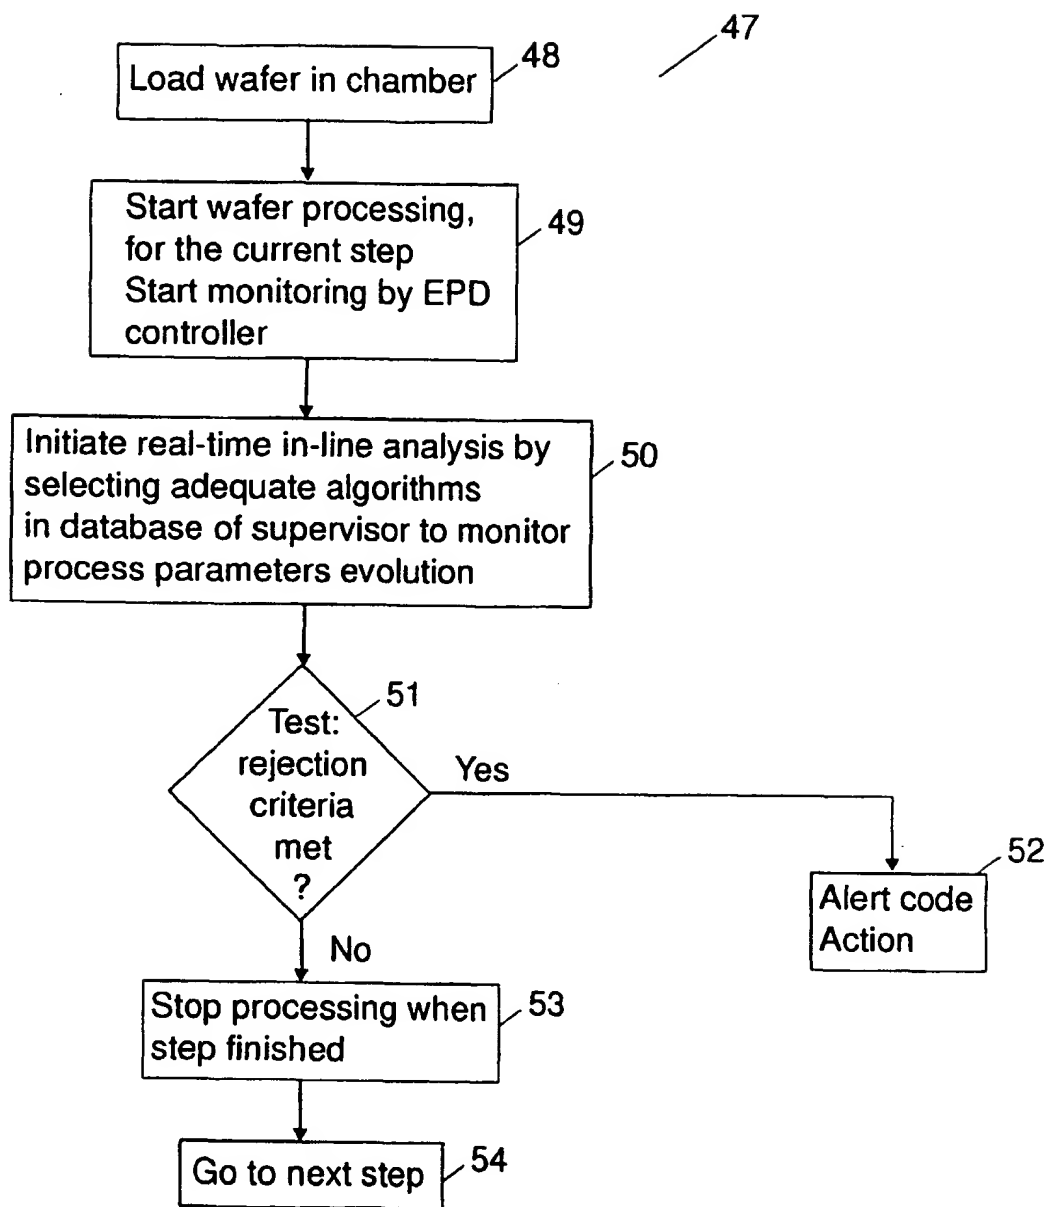 47
Load wafer in chamber
48
Start wafer processing,
for the current step
Start monitoring by EPD
controller
49
Initiate real-time in-line analysis by
selecting adequate algorithms
in database of supervisor to monitor
process parameters evolution
50
Test:
rejection
criteria
met
?
51
Yes
Alert code
Action
52
No
Stop processing when
step finished
53
Go to next step
54